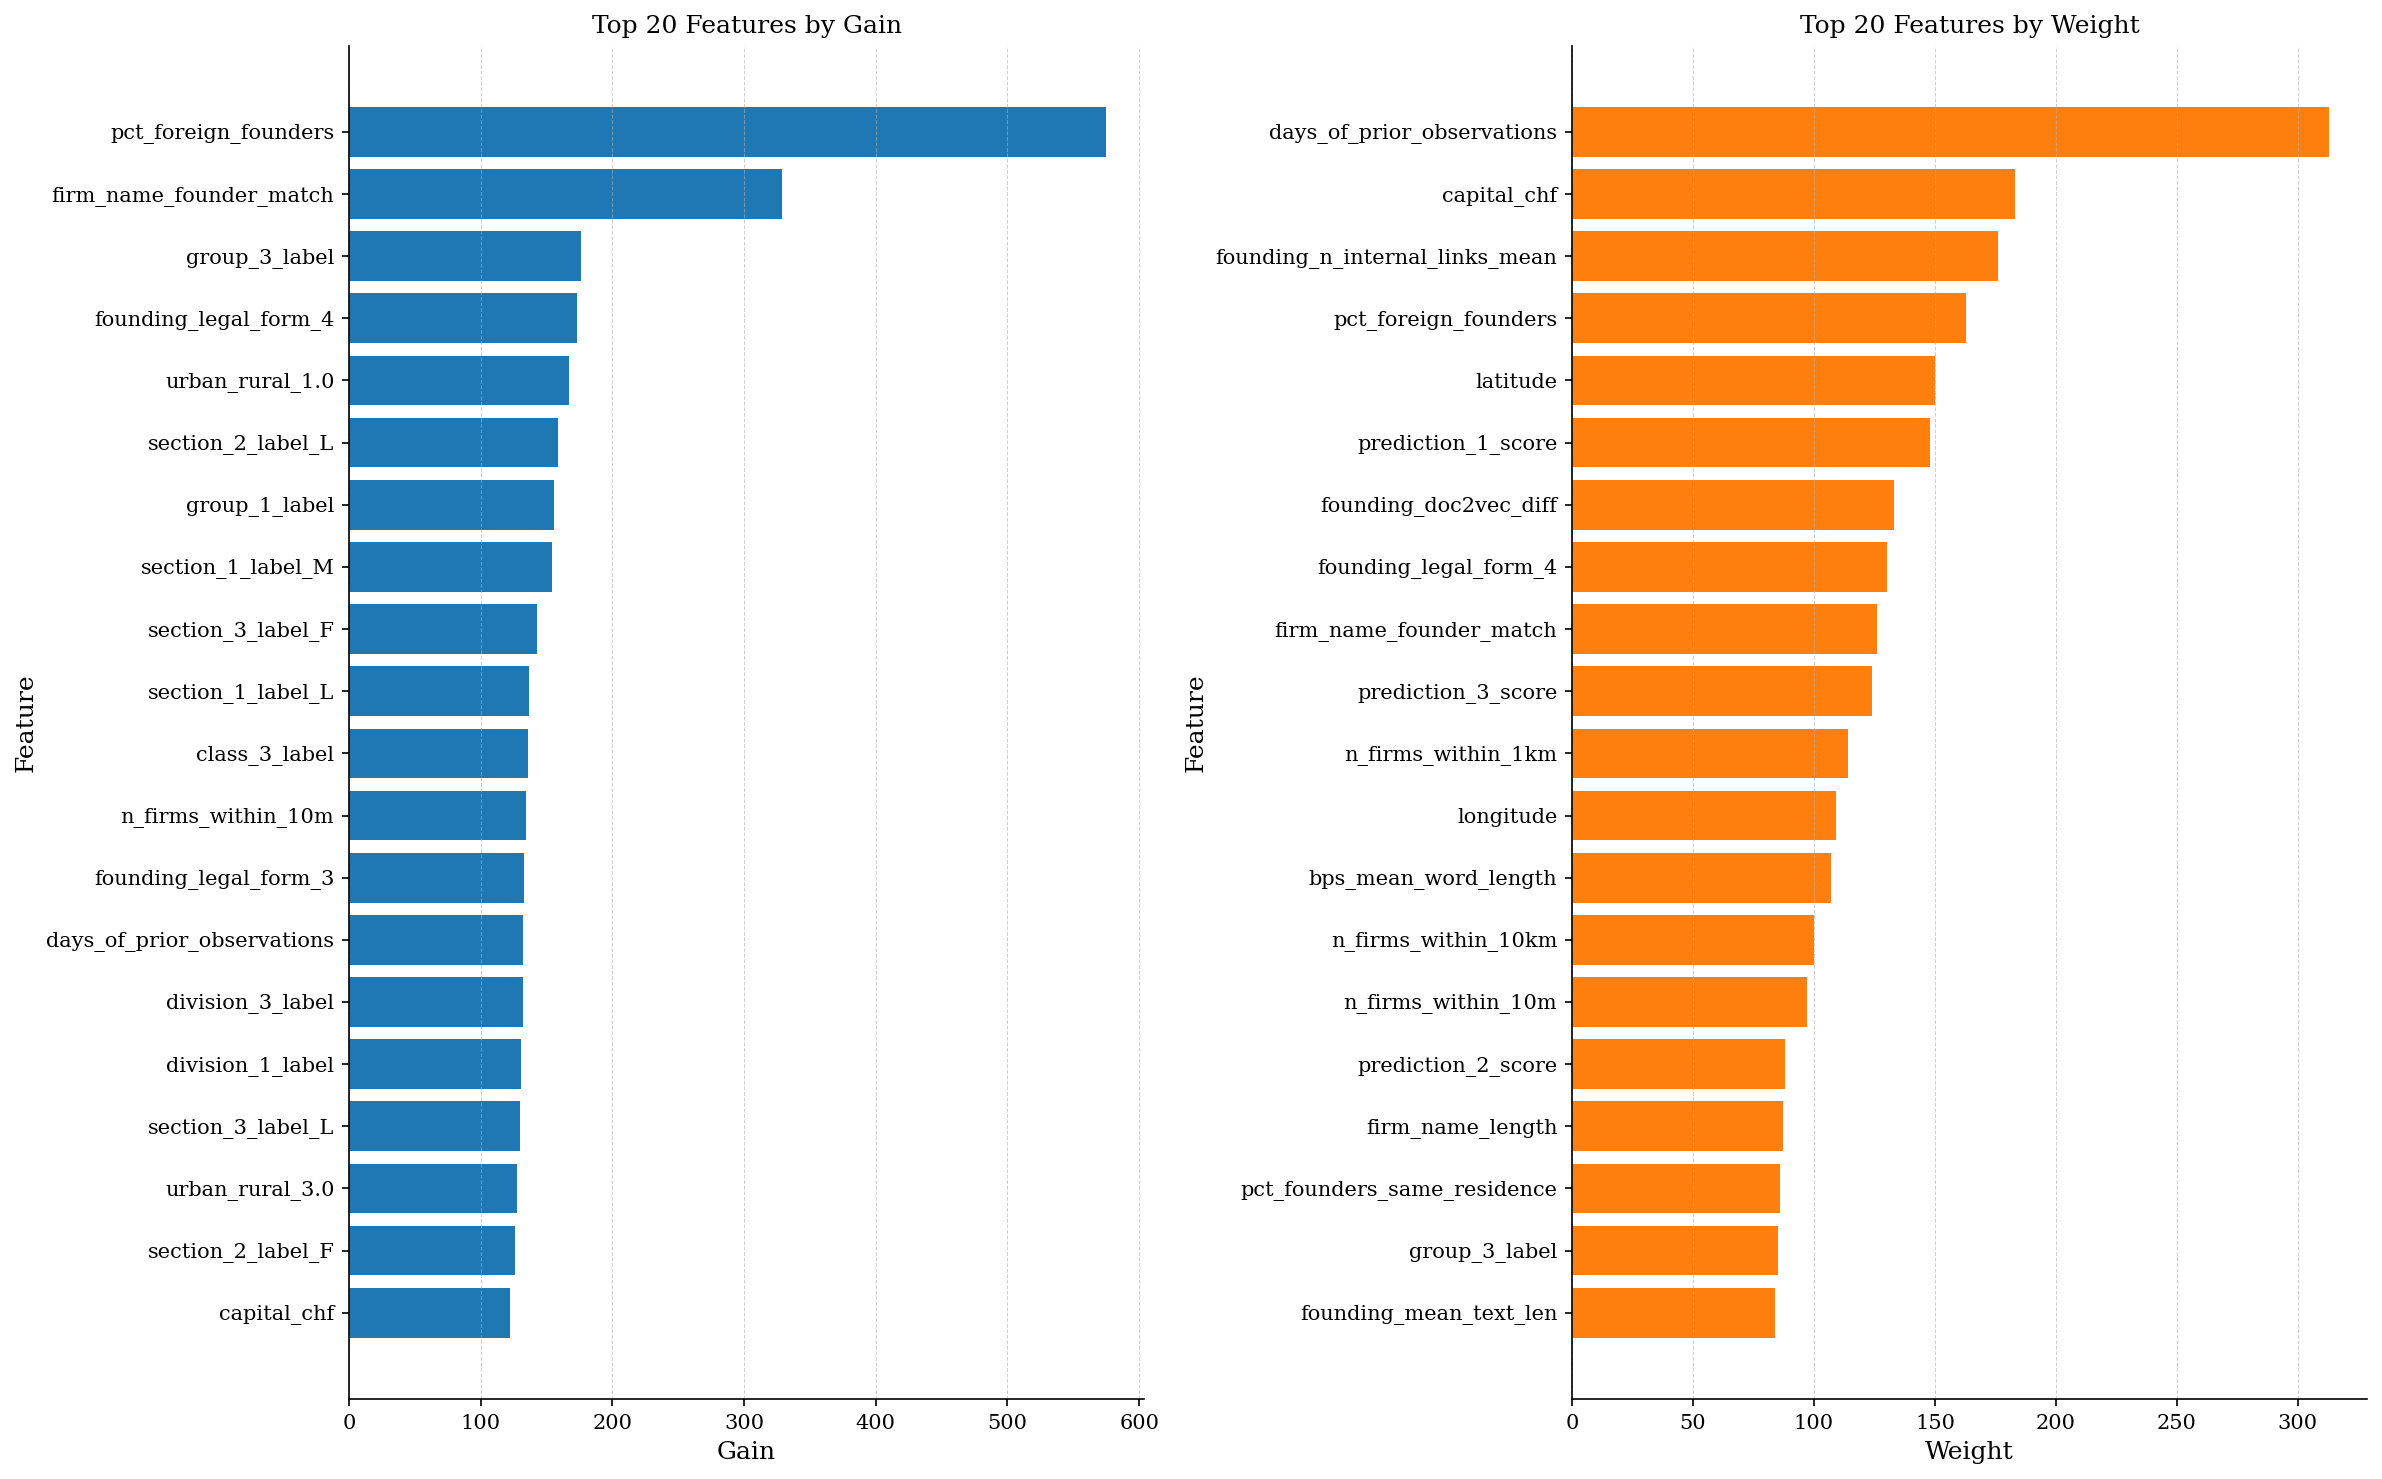 Top 20 Features by Gain
Feature
pct_foreign_founders
firm_name_founder_match
group_3_label
founding_legal_form_4
urban_rural_1.0
section_2_label_L
group_1_label
section_1_label_M
section_3_label_F
section_1_label_L
class_3_label
n_firms_within_10m
founding_legal_form_3
days_of_prior_observations
division_3_label
division_1_label
section_3_label_L
urban_rural_3.0
section_2_label_F
capital_chf
0 100 200 300 400 500 600
Gain
Top 20 Features by Weight
Feature
days_of_prior_observations
capital_chf
founding_n_internal_links_mean
pct_foreign_founders
latitude
prediction_1_score
founding_doc2vec_diff
founding_legal_form_4
firm_name_founder_match
prediction_3_score
n_firms_within_1km
longitude
bps_mean_word_length
n_firms_within_10km
n_firms_within_10m
prediction_2_score
firm_name_length
pct_founders_same_residence
group_3_label
founding_mean_text_len
0 50 100 150 200 250 300
Weight